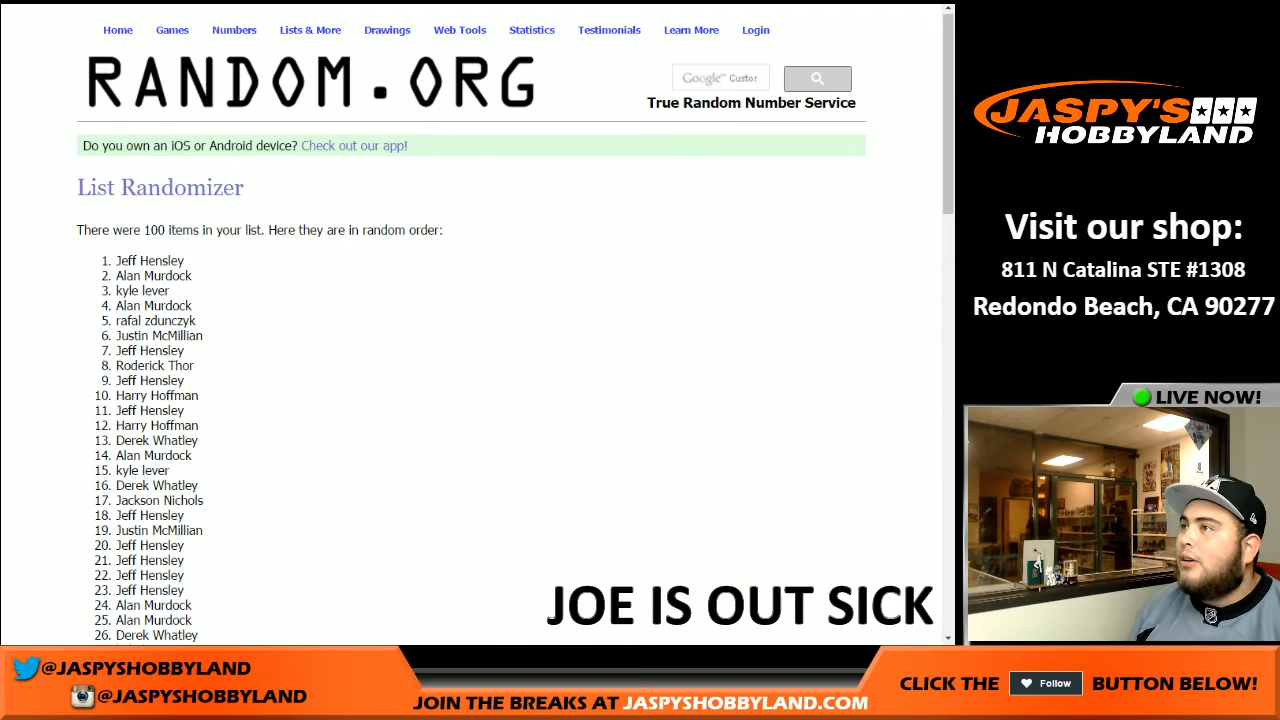 Home Games Numbers Lists & More Drawings Web Tools Statistics Testimonials Learn More Login
RANDOM.ORG
Google™ Custor
True Random Number Service
Do you own an iOS or Android device? Check out our app!
List Randomizer
There were 100 items in your list. Here they are in random order:
1. Jeff Hensley
2. Alan Murdock
3. kyle lever
4. Alan Murdock
5. rafal zdunczyk
6. Justin McMillian
7. Jeff Hensley
8. Roderick Thor
9. Jeff Hensley
10. Harry Hoffman
11. Jeff Hensley
12. Harry Hoffman
13. Derek Whatley
14. Alan Murdock
15. kyle lever
16. Derek Whatley
17. Jackson Nichols
18. Jeff Hensley
19. Justin McMillian
20. Jeff Hensley
21. Jeff Hensley
22. Jeff Hensley
23. Jeff Hensley
24. Alan Murdock
25. Alan Murdock
26. Derek Whatley
JOE IS OUT SICK
JASPY'S
HOBBYLAND
Visit our shop:
811 N Catalina STE #1308
Redondo Beach, CA 90277
LIVE NOW!
@JASPYSHOBBYLAND
@JASPYSHOBBYLAND
JOIN THE BREAKS AT JASPYSHOBBYLAND.COM
CLICK THE Follow BUTTON BELOW!